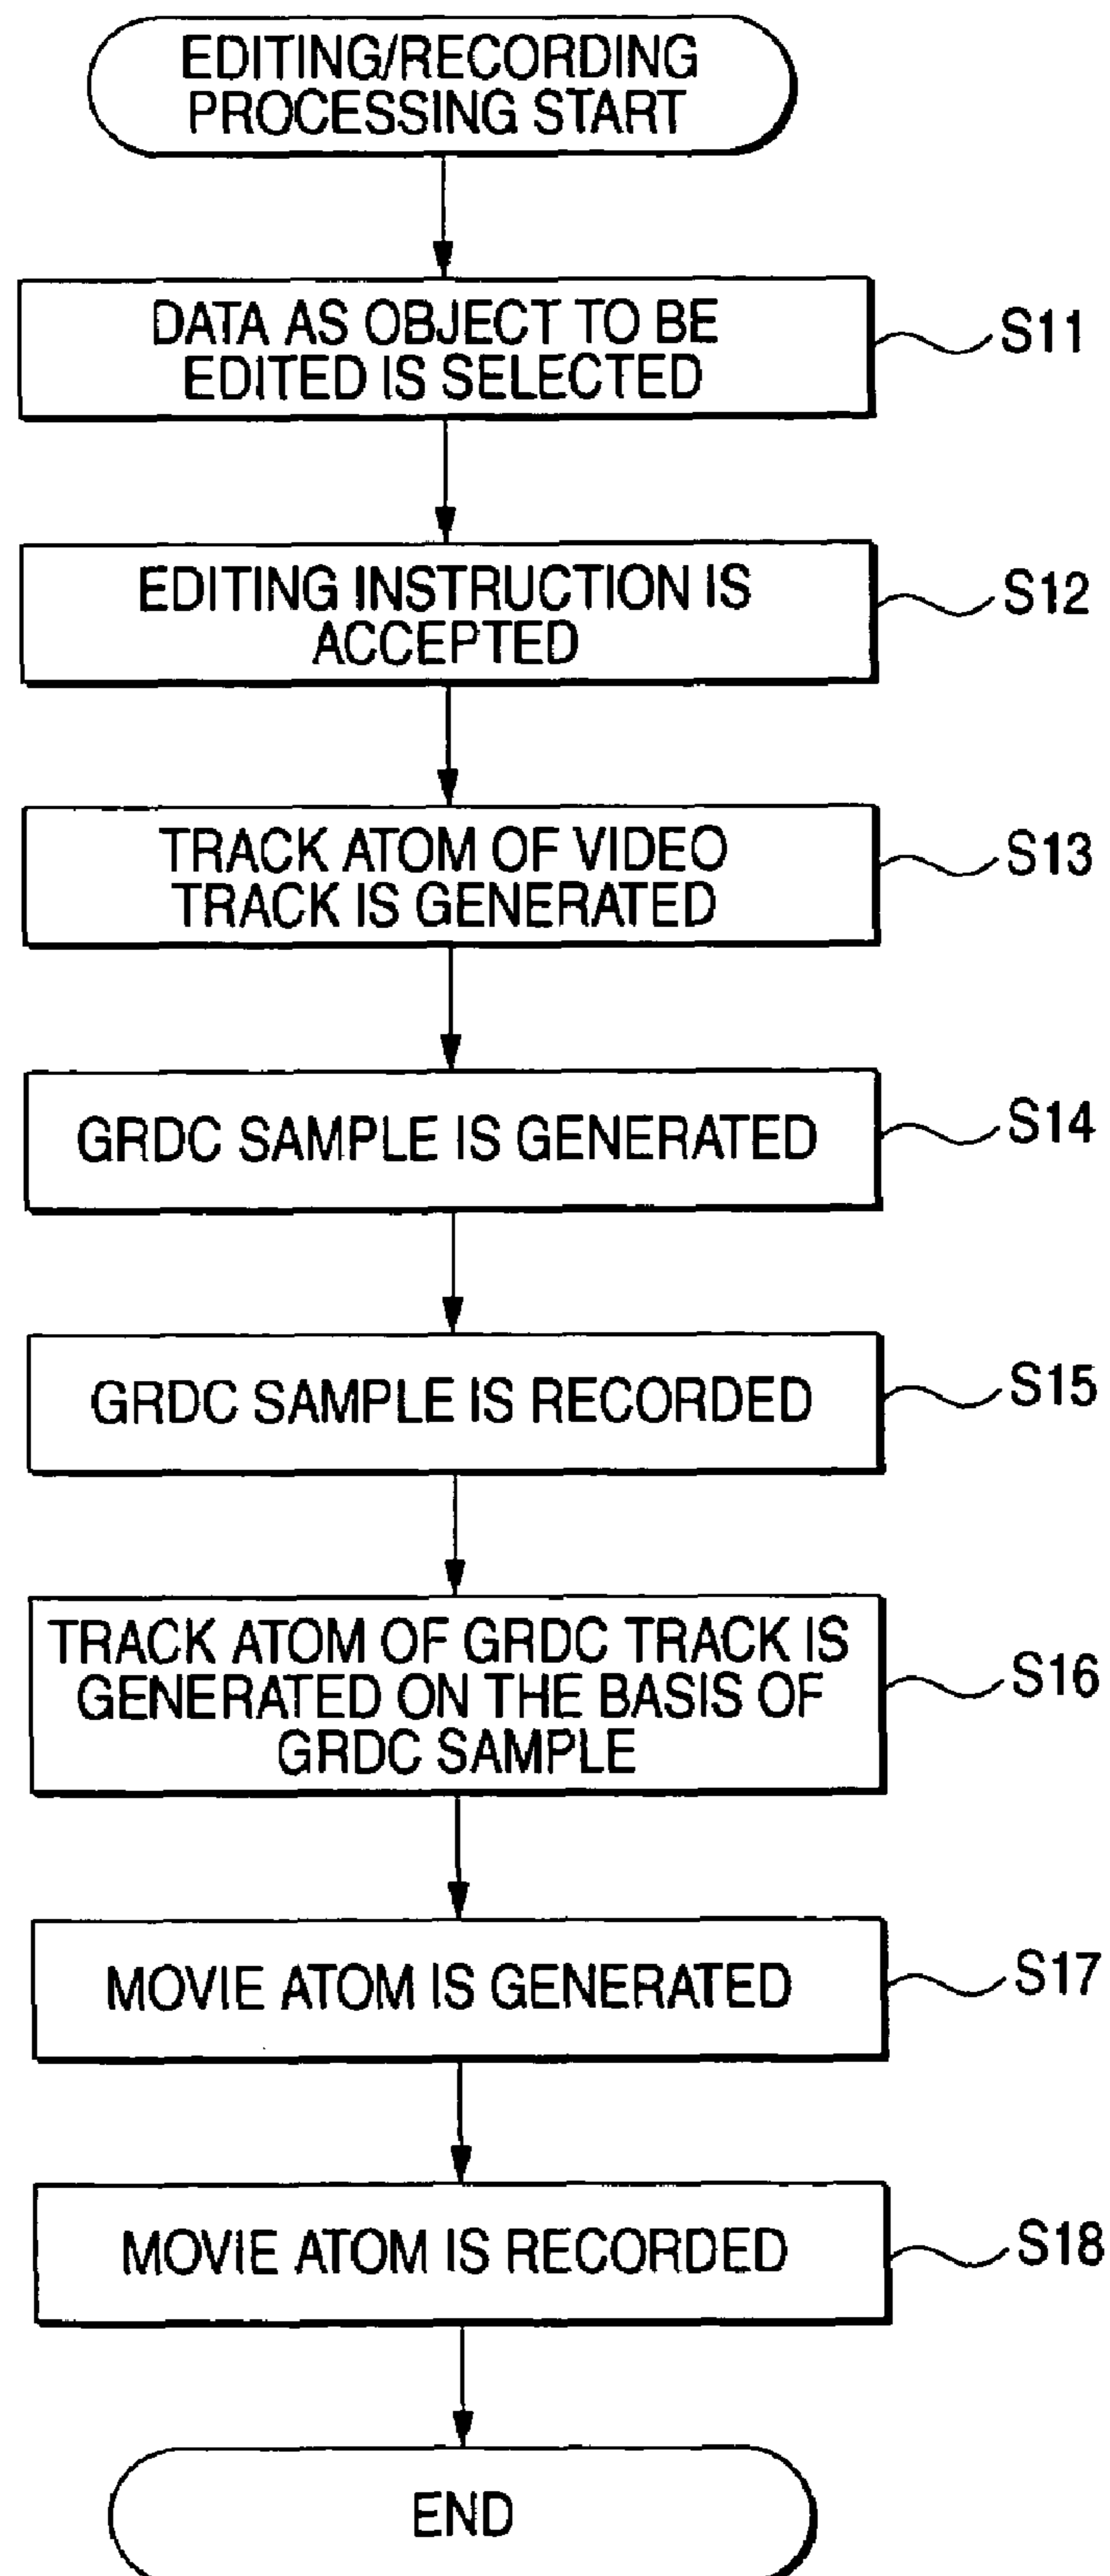 EDITING/RECORDING
PROCESSING START
DATA AS OBJECT TO BE
EDITED IS SELECTED
S11
EDITING INSTRUCTION IS
ACCEPTED
S12
TRACK ATOM OF VIDEO
TRACK IS GENERATED
S13
GRDC SAMPLE IS GENERATED
S14
GRDC SAMPLE IS RECORDED
S15
TRACK ATOM OF GRDC TRACK IS
GENERATED ON THE BASIS OF
GRDC SAMPLE
S16
MOVIE ATOM IS GENERATED
S17
MOVIE ATOM IS RECORDED
S18
END